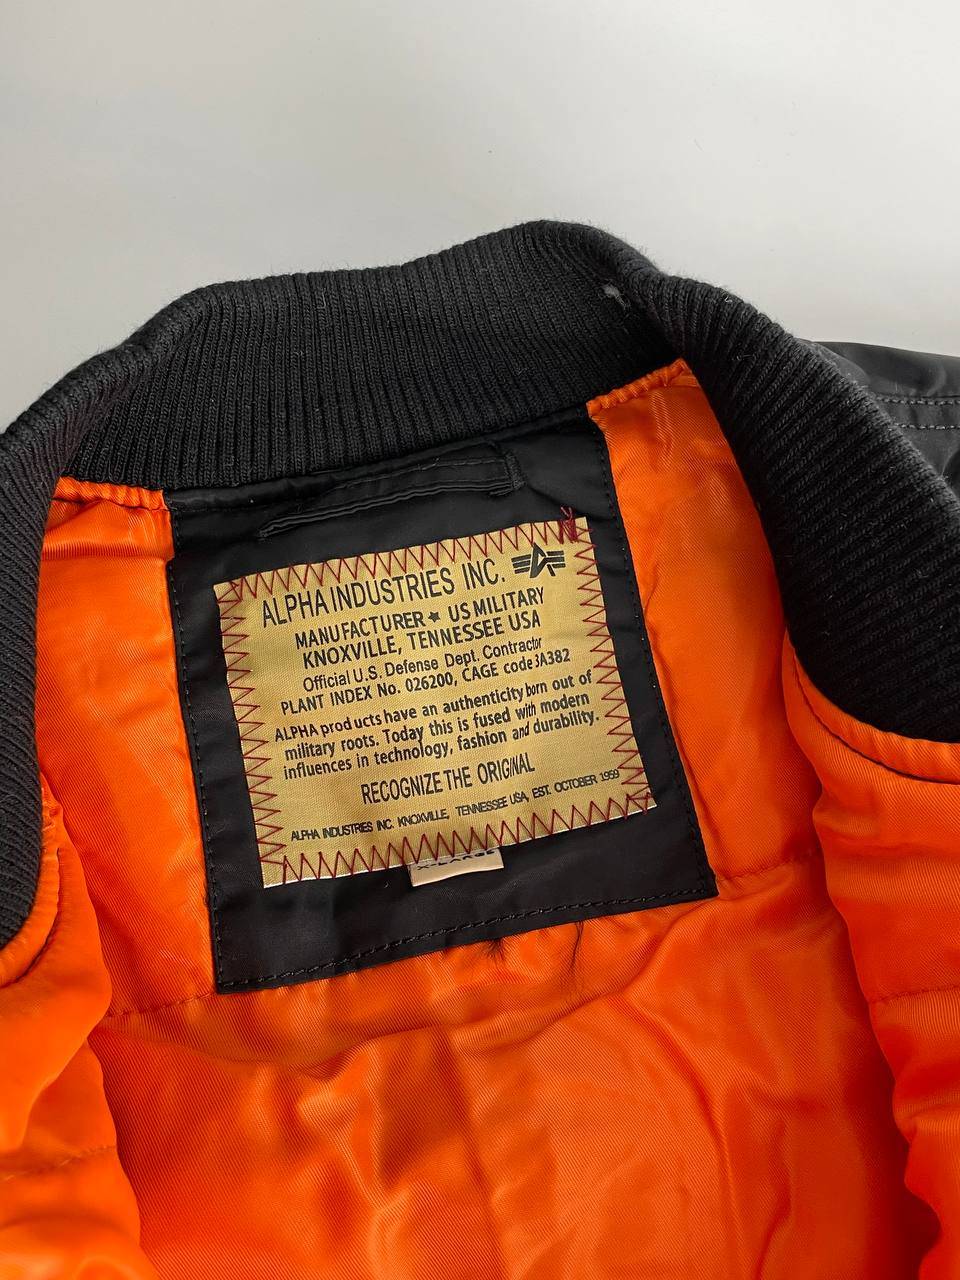 ALPHA INDUSTRIES INC.
MANUFACTURER ★ US MILITARY
KNOXVILLE, TENNESSEE USA
Official U.S. Defense Dept. Contractor
PLANT INDEX No. 026200, CAGE code 3A382
ALPHA products have an authenticity born out of
military roots. Today this is fused with modern
influences in technology, fashion and durability.
RECOGNIZE THE ORIGINAL
ALPHA INDUSTRIES INC. KNOXVILLE, TENNESSEE USA, EST. OCTOBER 1959